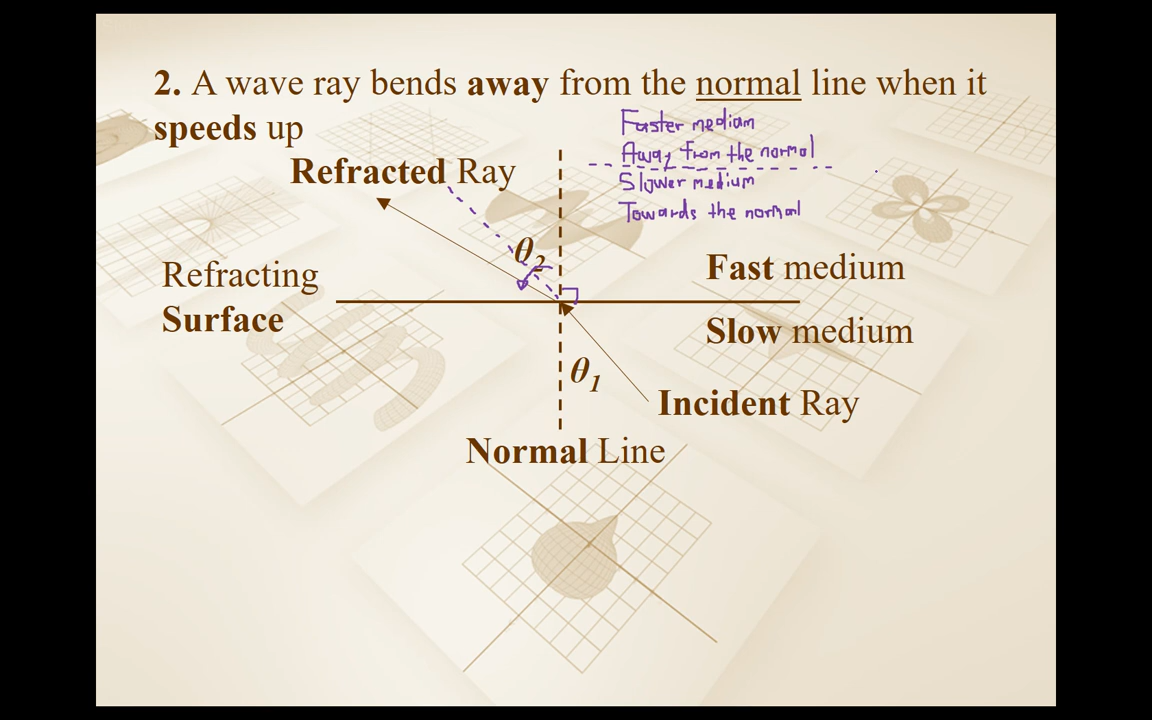 2. A wave ray bends away from the normal line when it
speeds up
Faster medium
Away from the normal
Slower medium
Towards the normal
Refracted Ray
θ2
Refracting
Surface
Fast medium
Slow medium
θ1
Incident Ray
Normal Line